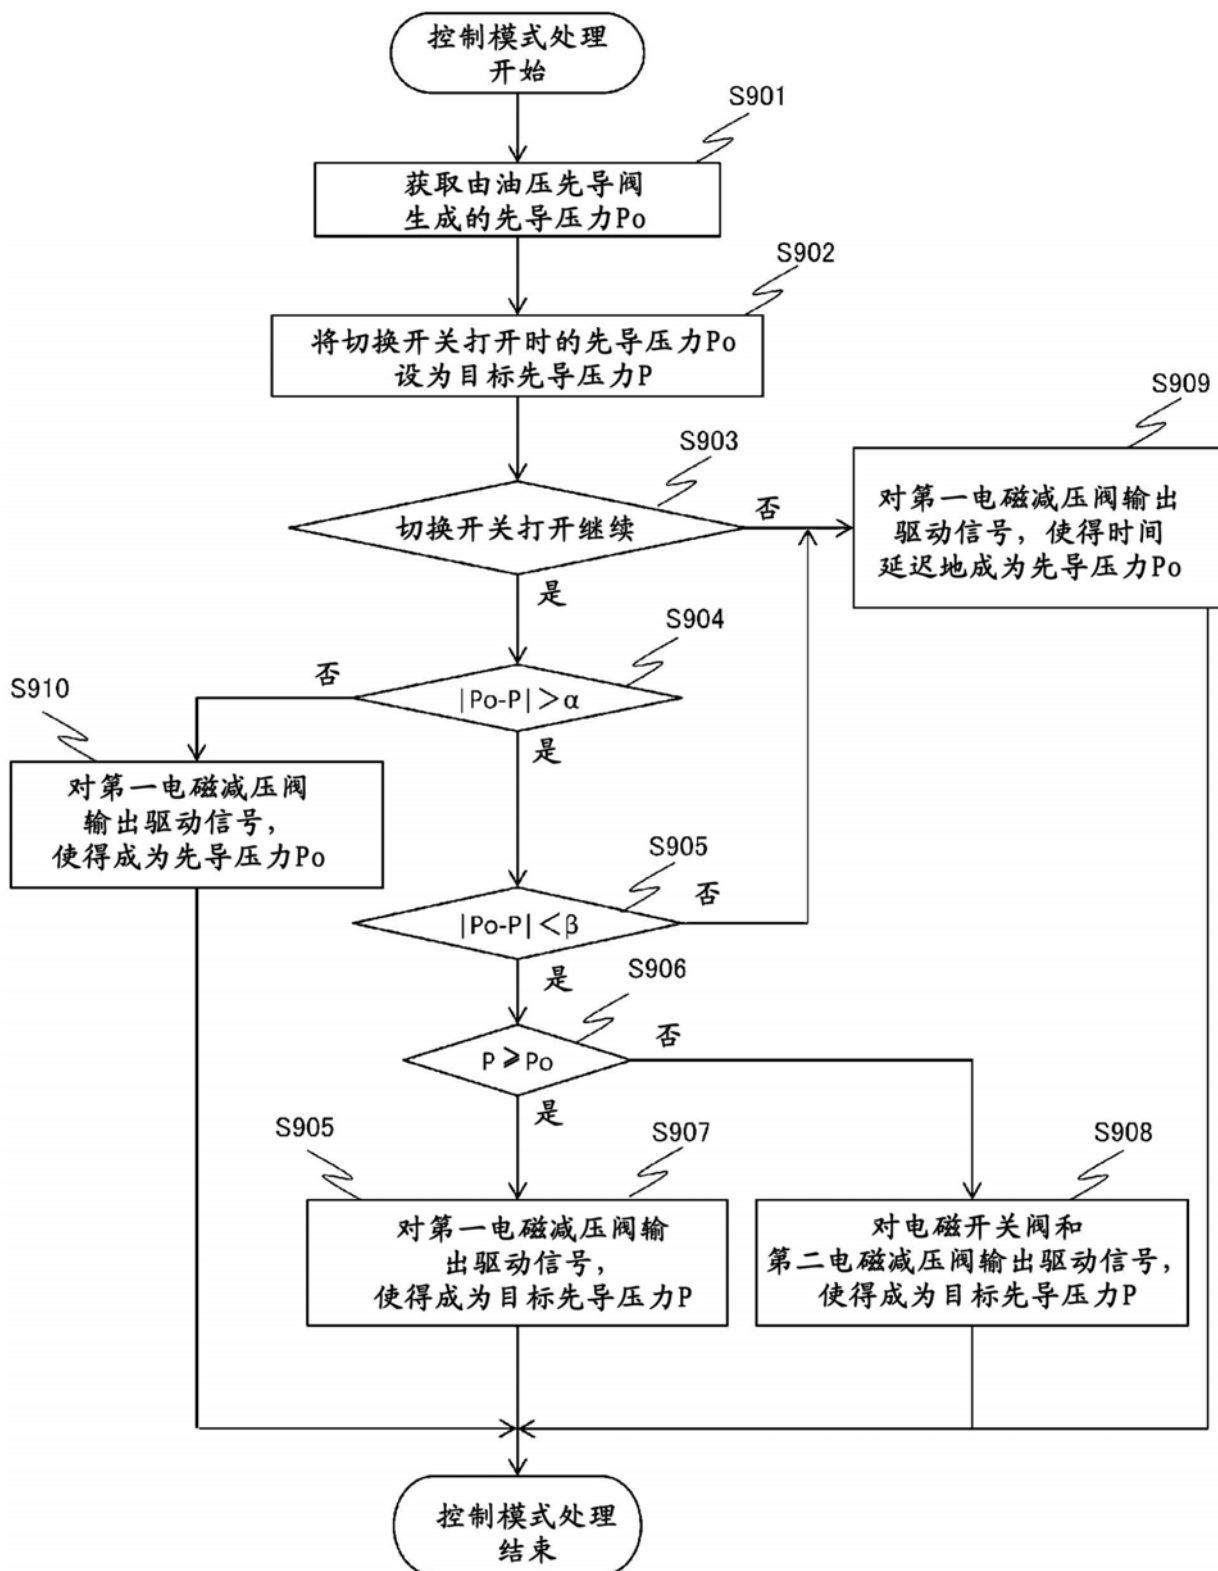 控制模式处理
开始
S901
获取由油压先导阀
生成的先导压力Po
S902
将切换开关打开时的先导压力Po
设为目标先导压力P
S903
切换开关打开继续
否
是
S909
对第一电磁减压阀输出
驱动信号，使得时间
延迟地成为先导压力Po
S904
|Po-P|＞α
否
是
S910
对第一电磁减压阀
输出驱动信号，
使得成为先导压力Po
S905
|Po-P|＜β
否
是
S906
P⩾Po
否
是
S905
S907
对第一电磁减压阀输
出驱动信号，
使得成为目标先导压力P
S908
对电磁开关阀和
第二电磁减压阀输出驱动信号，
使得成为目标先导压力P
控制模式处理
结束